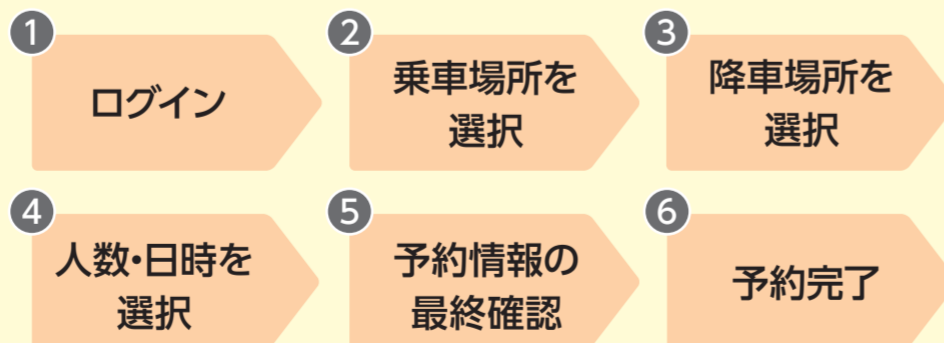 1
ログイン
2
乗車場所を
選択
3
降車場所を
選択
4
人数・日時を
選択
5
予約情報の
最終確認
6
予約完了